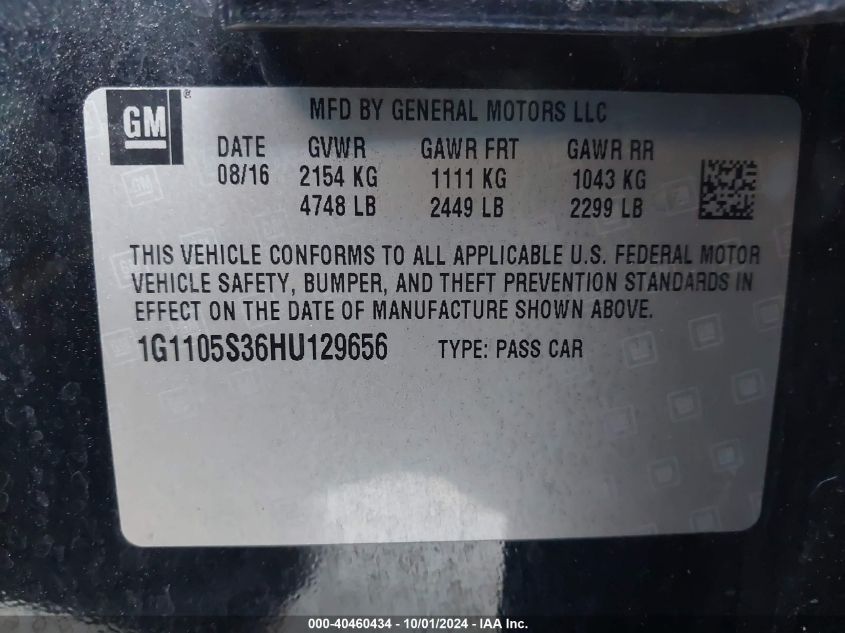 GM ®
MFD BY GENERAL MOTORS LLC
DATE GVWR GAWR FRT GAWR RR
08/16 2154 KG 1111 KG 1043 KG
4748 LB 2449 LB 2299 LB
THIS VEHICLE CONFORMS TO ALL APPLICABLE U.S. FEDERAL MOTOR
VEHICLE SAFETY, BUMPER, AND THEFT PREVENTION STANDARDS IN
EFFECT ON THE DATE OF MANUFACTURE SHOWN ABOVE.
1G1105S36HU129656 TYPE: PASS CAR
000-40460434 - 10/01/2024 - IAA Inc.